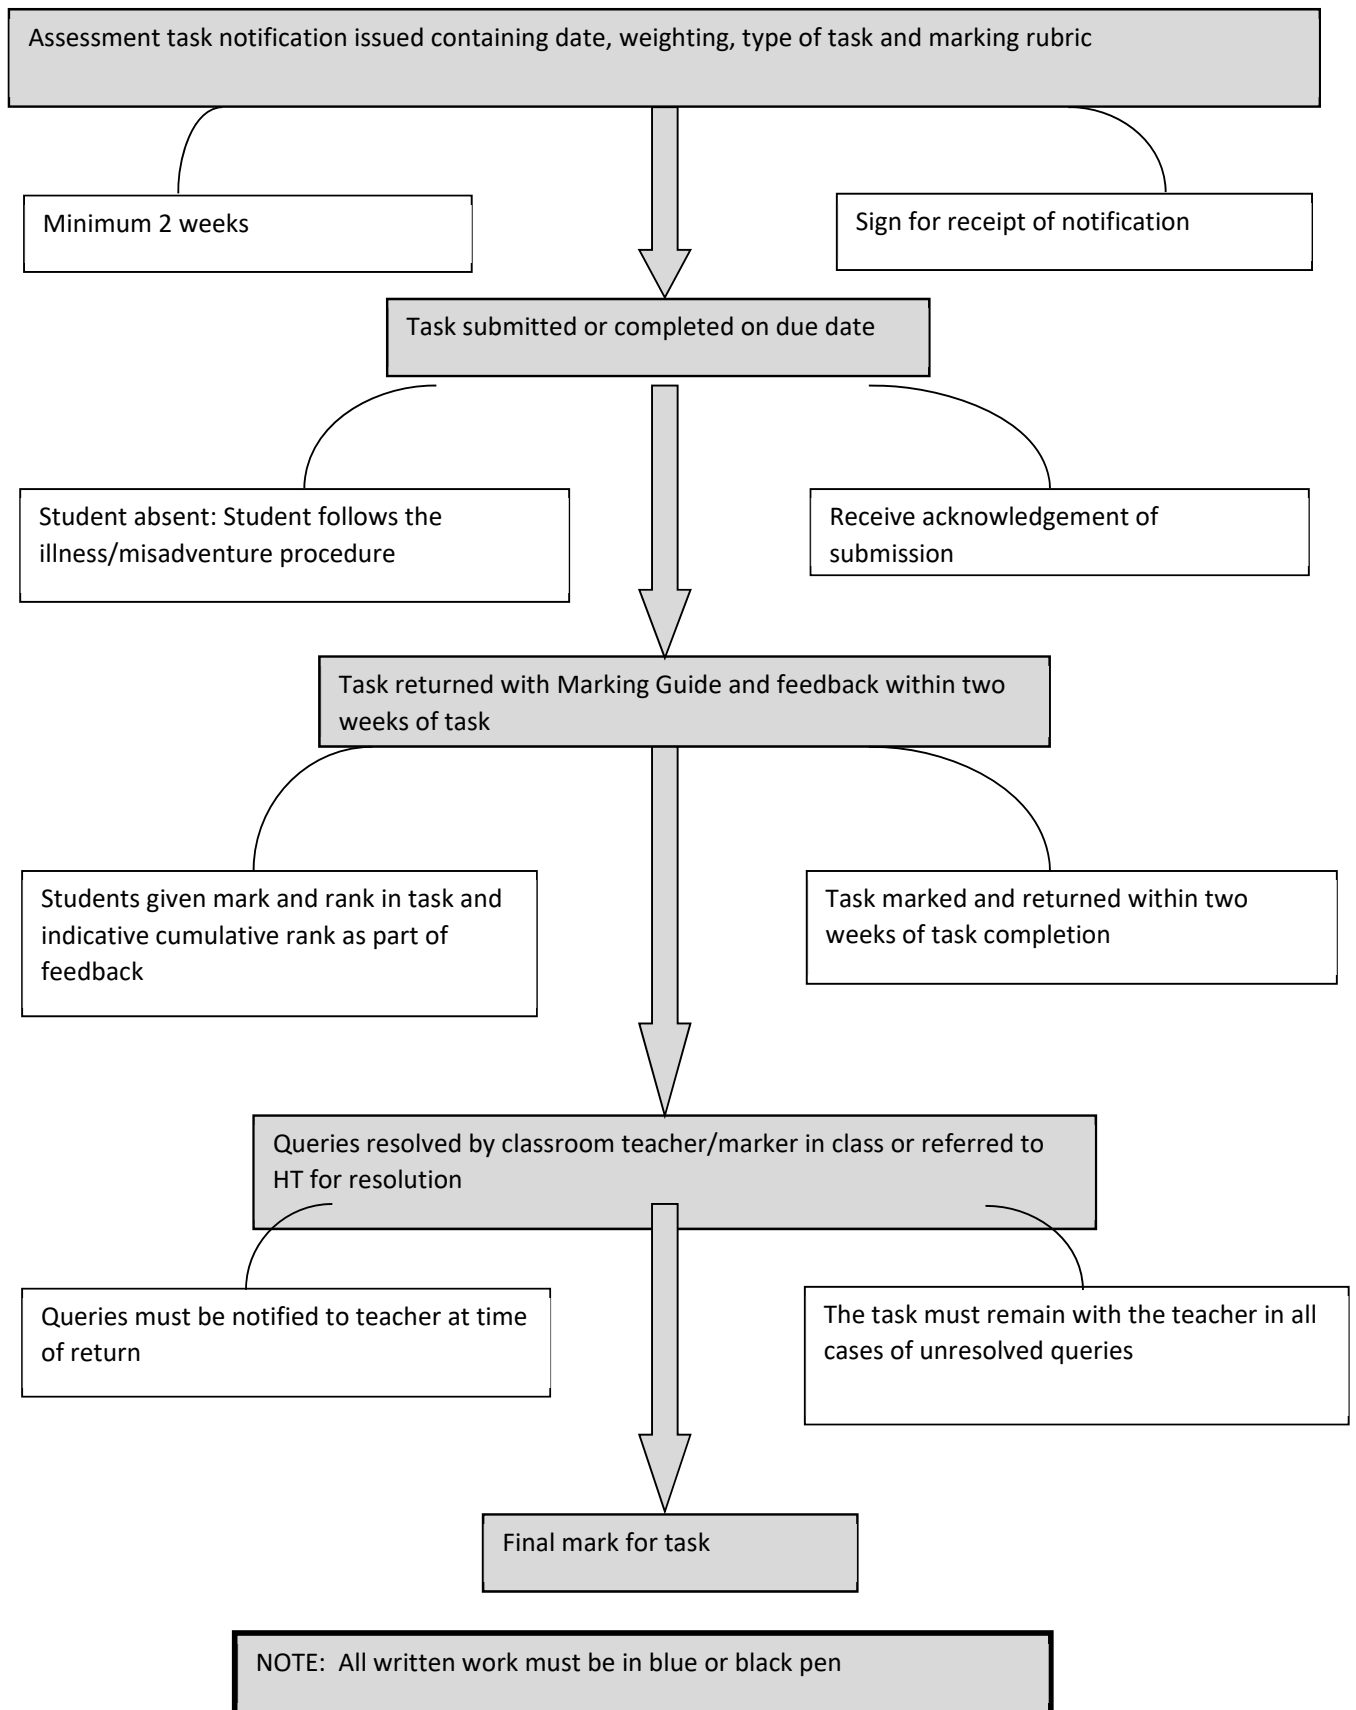 Assessment task notification issued containing date, weighting, type of task and marking rubric
Minimum 2 weeks
Sign for receipt of notification
Task submitted or completed on due date
Student absent: Student follows the
illness/misadventure procedure
Receive acknowledgement of
submission
Task returned with Marking Guide and feedback within two
weeks of task
Students given mark and rank in task and
indicative cumulative rank as part of
feedback
Task marked and returned within two
weeks of task completion
Queries resolved by classroom teacher/marker in class or referred to
HT for resolution
Queries must be notified to teacher at time
of return
The task must remain with the teacher in all
cases of unresolved queries
Final mark for task
NOTE:  All written work must be in blue or black pen